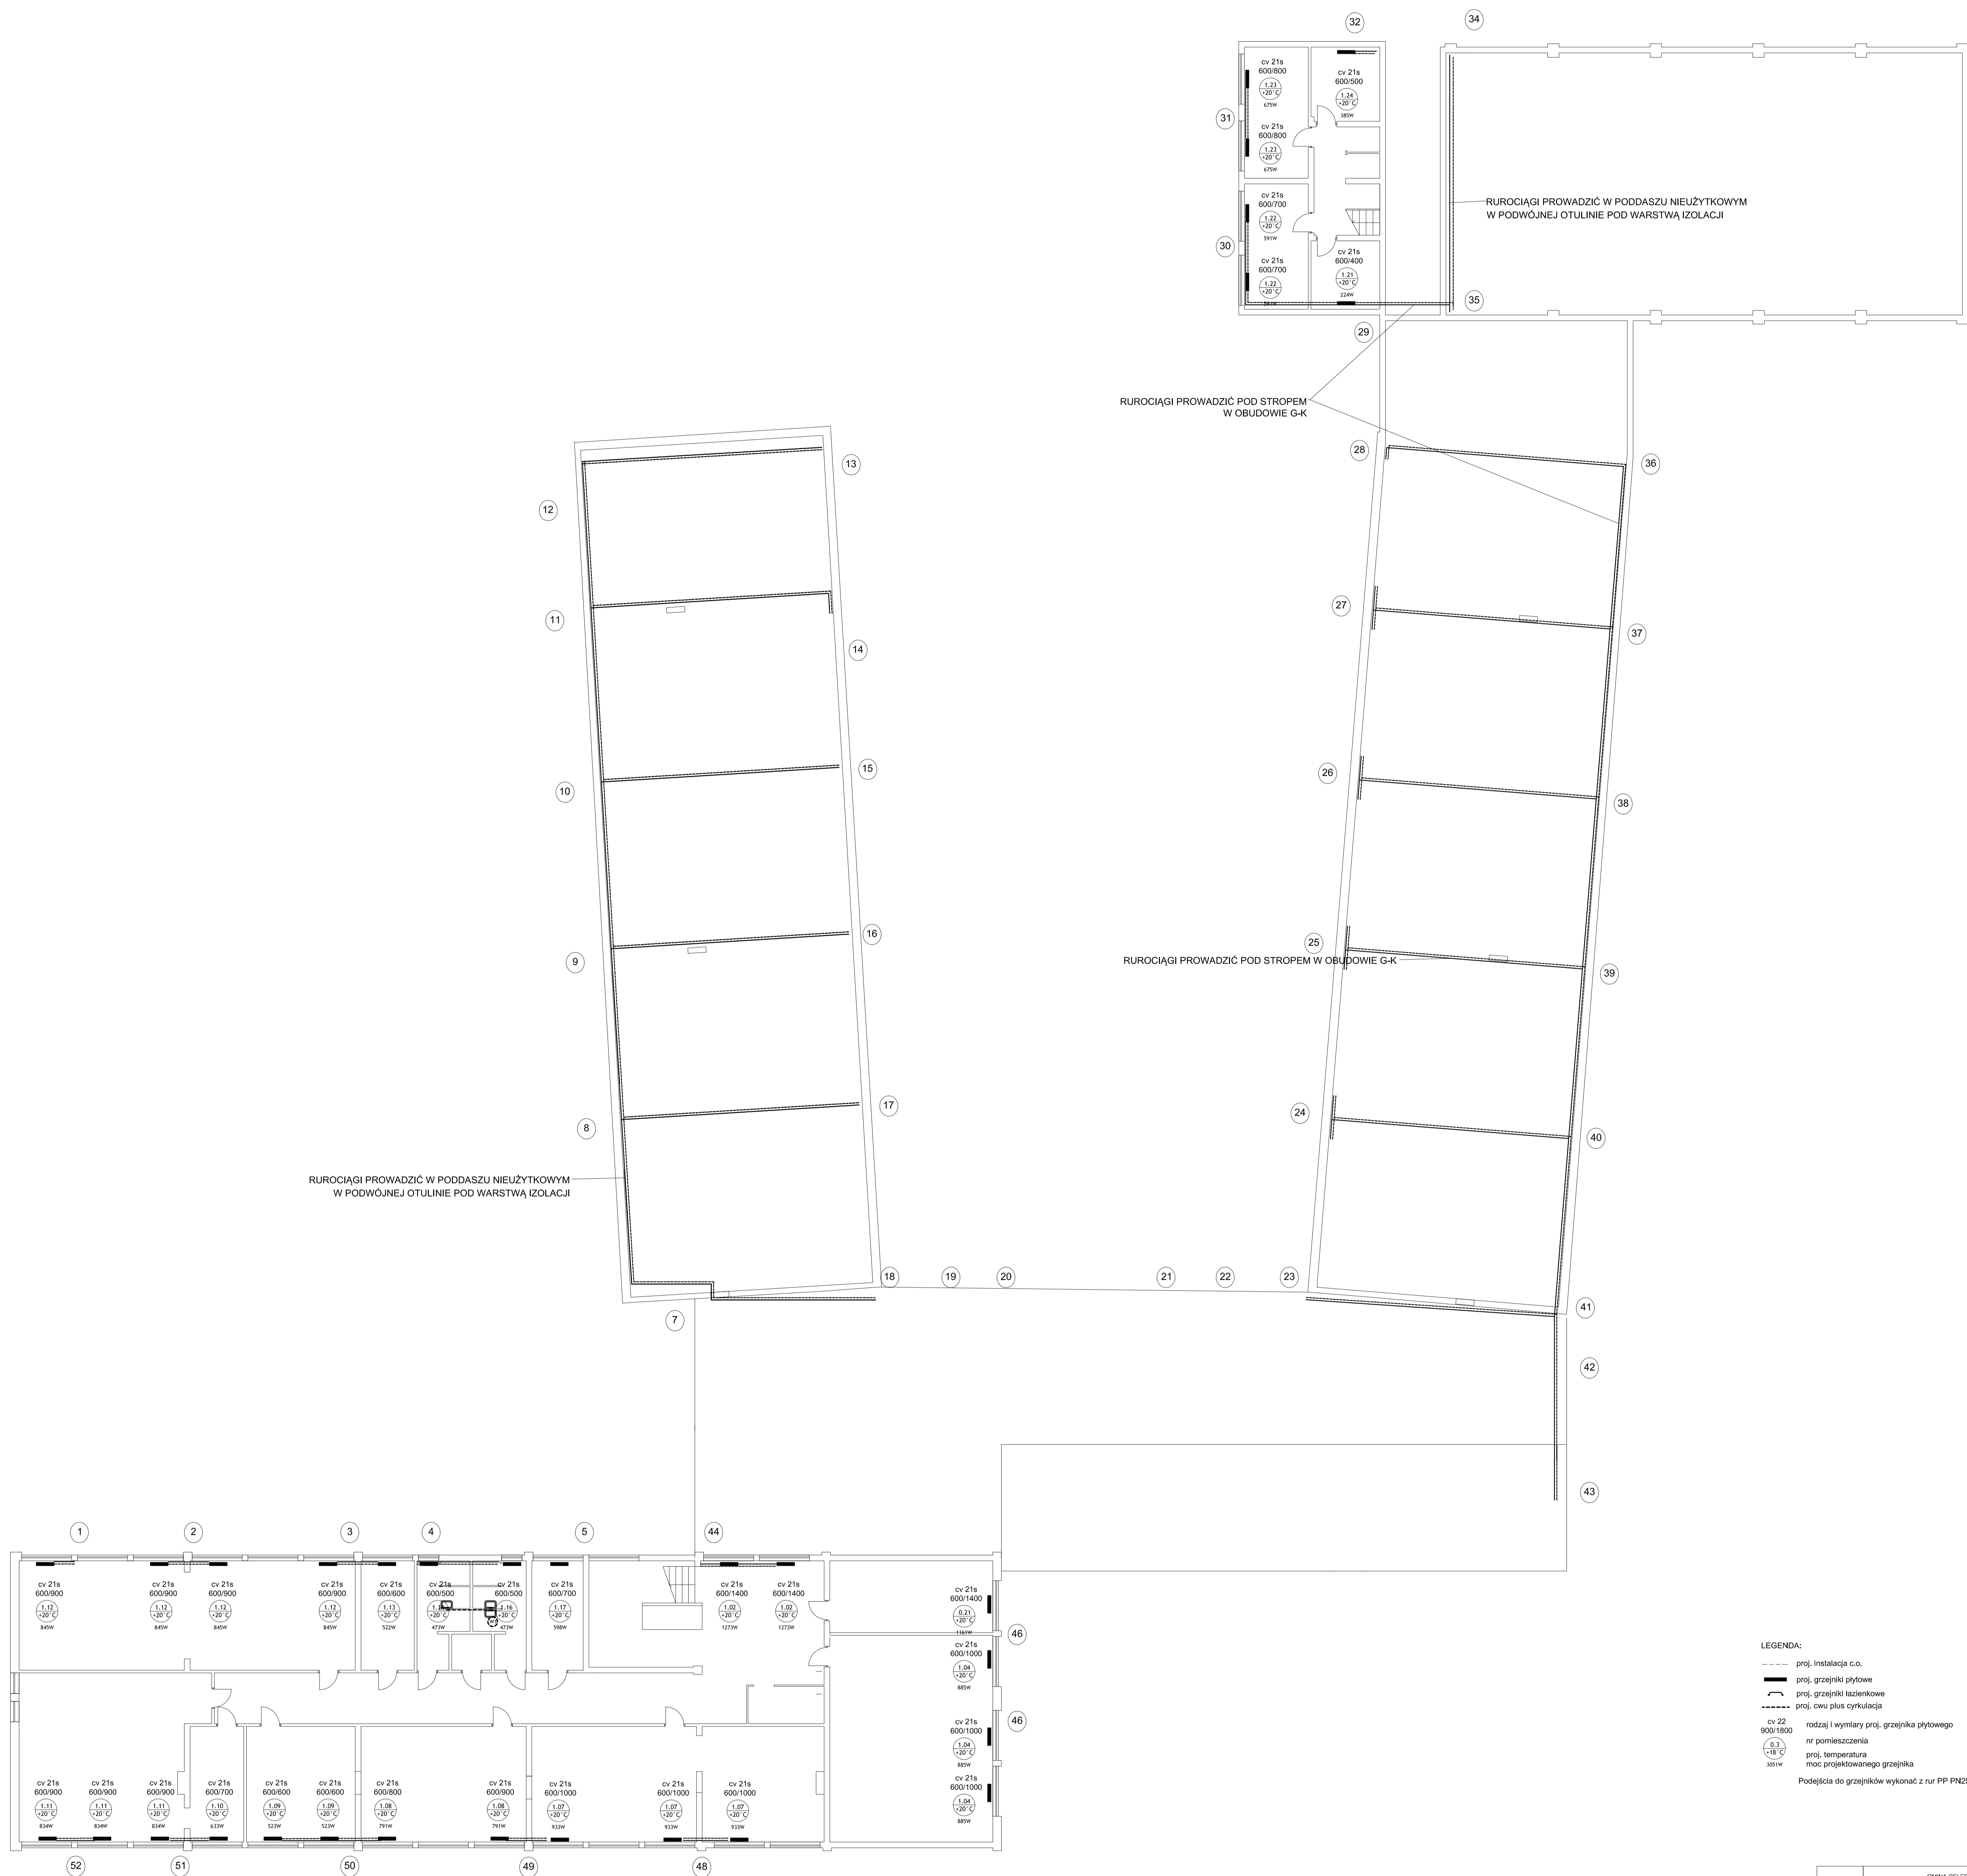 32
34
cv 21s
600/800
1.23
+20°C
675W
cv 21s
600/500
1.24
+20°C
385W
31
cv 21s
600/800
1.23
+20°C
675W
RUROCIĄGI PROWADZIĆ W PODDASZU NIEUŻYTKOWYM
W PODWÓJNEJ OTULINIE POD WARSTWĄ IZOLACJI
cv 21s
600/700
1.22
+20°C
591W
30
cv 21s
600/700
1.22
+20°C
cv 21s
600/400
1.21
+20°C
224W
35
29
RUROCIĄGI PROWADZIĆ POD STROPEM
W OBUDOWIE G-K
28
13
36
12
27
11
37
14
15
26
10
38
16
25
9
RUROCIĄGI PROWADZIĆ POD STROPEM W OBUDOWIE G-K
39
17
24
8
40
RUROCIĄGI PROWADZIĆ W PODDASZU NIEUŻYTKOWYM
W PODWÓJNEJ OTULINIE POD WARSTWĄ IZOLACJI
18
19
20
21
22
23
41
7
42
43
1
2
3
4
5
44
cv 21s
600/900
1.12
+20°C
845W
cv 21s
600/900
1.12
+20°C
845W
cv 21s
600/900
1.12
+20°C
845W
cv 21s
600/900
1.12
+20°C
845W
cv 21s
600/600
1.13
+20°C
522W
cv 21s
600/500
+20°C
473W
cv 21s
600/500
1.16
+20°C
473W
cv 21s
600/700
1.17
+20°C
598W
cv 21s
600/1400
1.02
+20°C
1273W
cv 21s
600/1400
1.02
+20°C
1273W
cv 21s
600/1400
0.21
+20°C
1161W
46
cv 21s
600/1000
1.04
+20°C
885W
cv 21s
600/1000
1.04
+20°C
885W
46
cv 21s
600/1000
1.04
+20°C
885W
cv 21s
600/900
1.11
+20°C
834W
cv 21s
600/900
1.11
+20°C
834W
cv 21s
600/900
1.11
+20°C
834W
cv 21s
600/700
1.10
+20°C
633W
cv 21s
600/600
1.09
+20°C
523W
cv 21s
600/600
1.09
+20°C
523W
cv 21s
600/800
1.08
+20°C
791W
cv 21s
600/900
1.08
+20°C
791W
cv 21s
600/1000
1.07
+20°C
933W
cv 21s
600/1000
1.07
+20°C
933W
cv 21s
600/1000
1.07
+20°C
933W
52
51
50
49
48
LEGENDA:
proj. instalacja c.o.
proj. grzejniki płytowe
proj. grzejniki łazienkowe
proj. cwu plus cyrkulacja
cv 22
900/1800
rodzaj i wymiary proj. grzejnika płytowego
0.3
+18°C
3051W
nr pomieszczenia
proj. temperatura
moc projektowanego grzejnika
Podejścia do grzejników wykonać z rur PP PN25